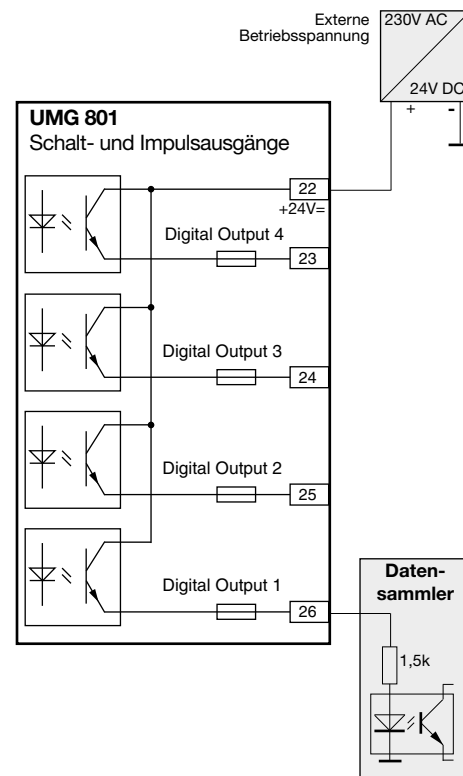 Externe
Betriebsspannung
230V AC
24V DC
+ -
UMG 801
Schalt- und Impulsausgänge
22
+24V=
Digital Output 4
23
Digital Output 3
24
Digital Output 2
25
Digital Output 1
26
Daten-
sammler
1,5k